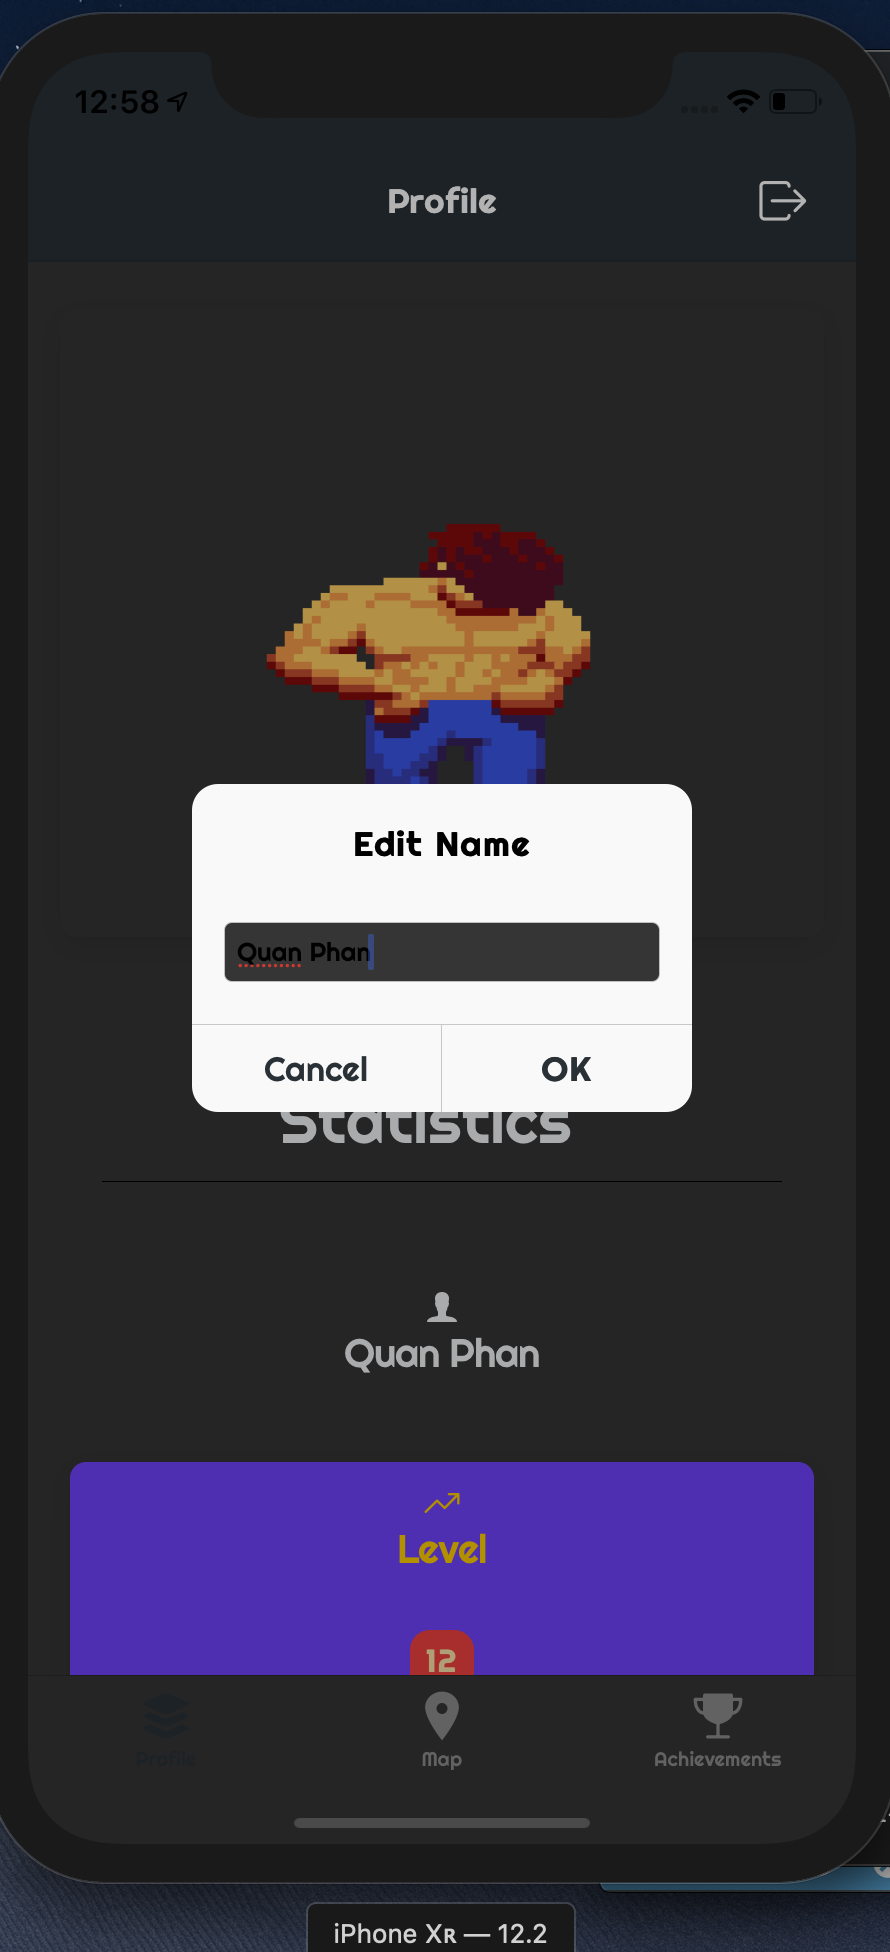 12:58
Profile
Edit Name
Quan Phan
Cancel
OK
Statistics
Quan Phan
Level
12
Profile
Map
Achievements
iPhone XR — 12.2